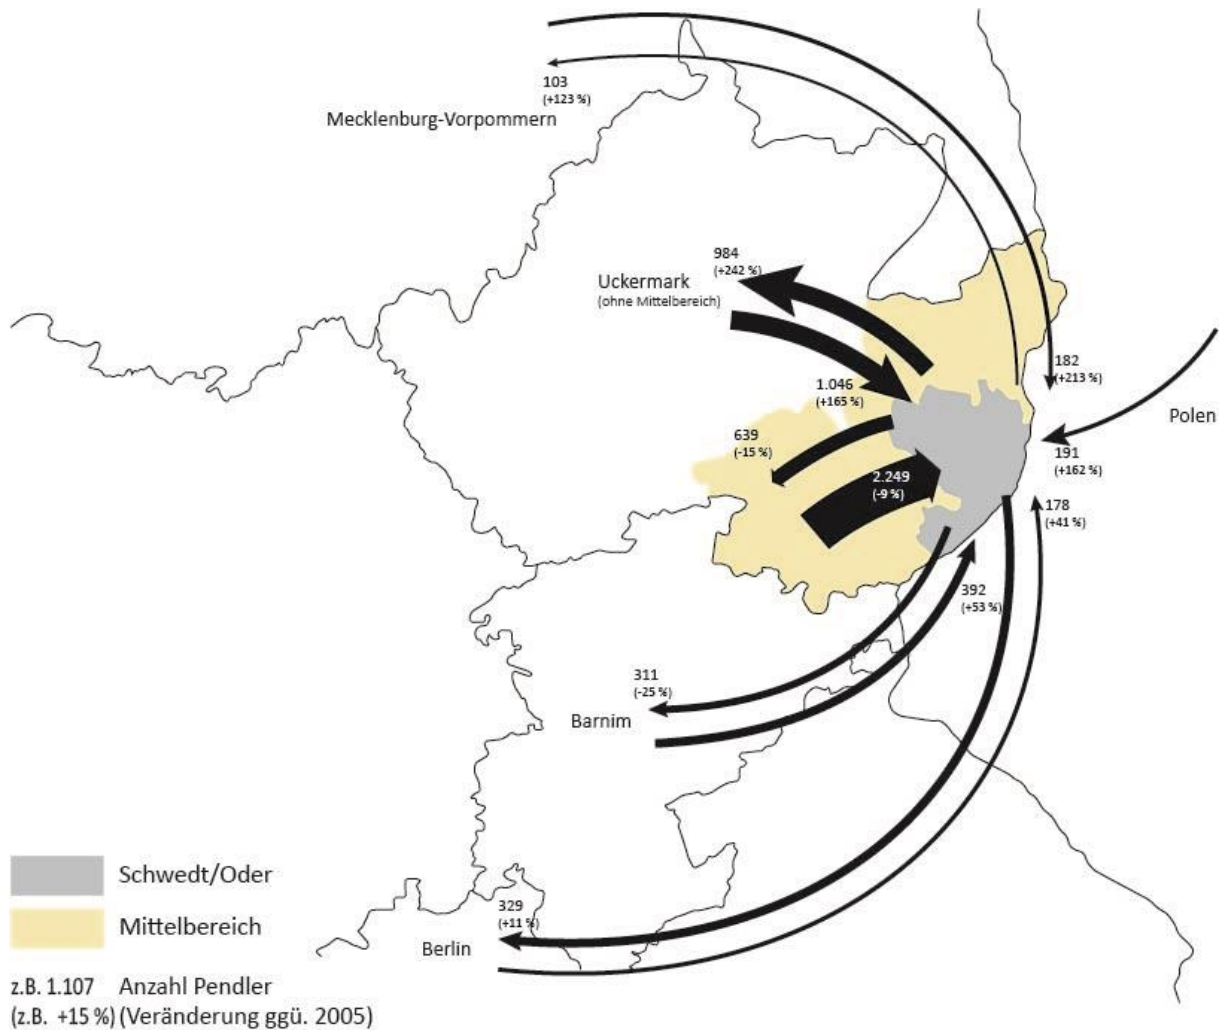 103
(+123 %)
Mecklenburg-Vorpommern
984
(+242 %)
Uckermark
(ohne Mittelbereich)
182
(+213 %)
1.046
(+165 %)
Polen
639
(-15 %)
191
(+162 %)
2.249
(-9 %)
178
(+41 %)
392
(+53 %)
311
(-25 %)
Barnim
Schwedt/Oder
329
(+11 %)
Mittelbereich
Berlin
z.B. 1.107 Anzahl Pendler
(z.B. +15 %) (Veränderung ggü. 2005)